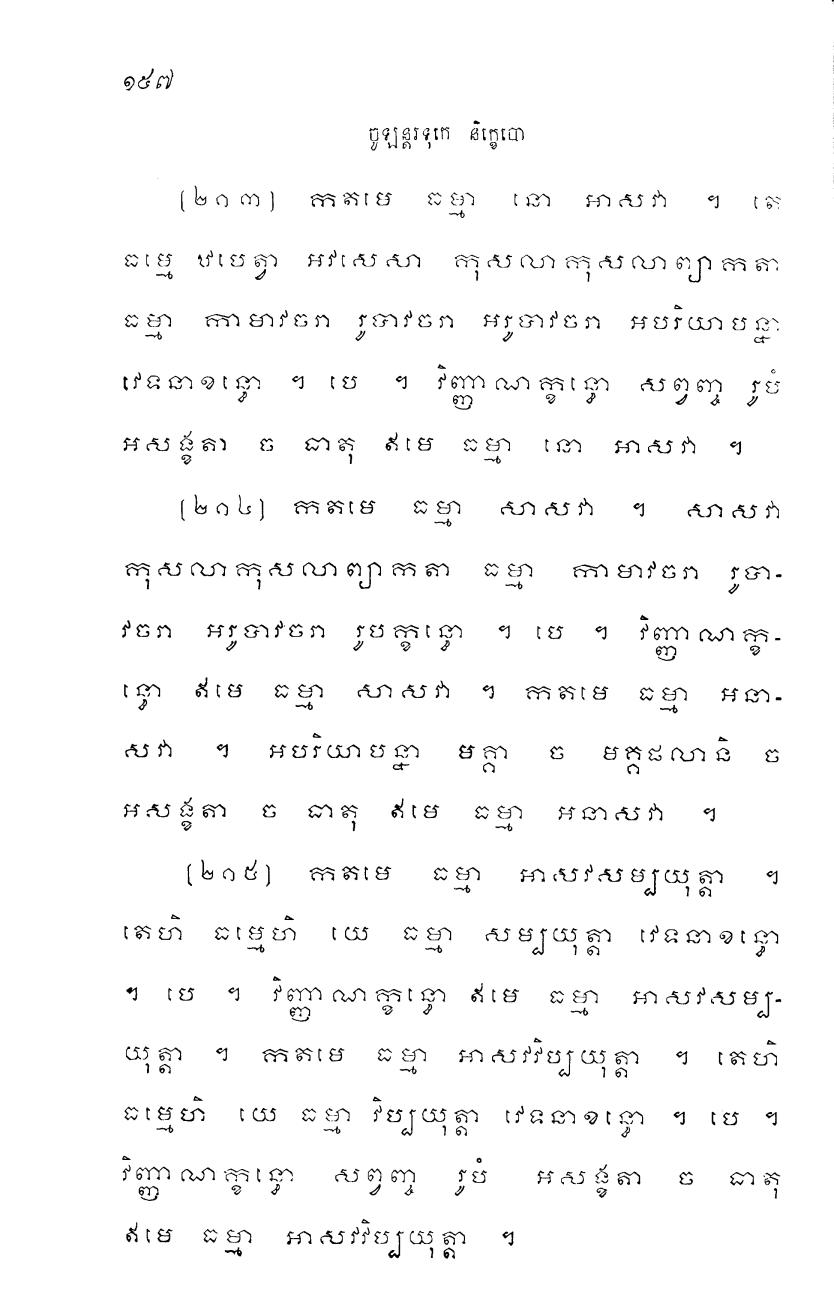 ១៥៧
ចូឡន្តរទុកេ និក្ខេបោ
(២១៣) កតមេ ធម្មា នោ អាសវា ។ តេ
ធម្មេ ឋបេត្វា អវសេសា កុសលាកុសលាព្យាកតា
ធម្មា កាមាវចរា រូបាវចរា អរូបាវចរា អបរិយាបន្នា
វេទនាខន្ធោ ។ បេ ។ វិញ្ញាណក្ខន្ធោ សព្វញ្ច រូបំ
អសង្ខតា ច ធាតុ ឥមេ ធម្មា នោ អាសវា ។
(២១៤) កតមេ ធម្មា សាសវា ។ សាសវា
កុសលាកុសលាព្យាកតា ធម្មា កាមាវចរា រូបា-
វចរា អរូបាវចរា រូបក្ខន្ធោ ។ បេ ។ វិញ្ញាណក្ខ-
ន្ធោ ឥមេ ធម្មា សាសវា ។ កតមេ ធម្មា អនា-
សវា ។ អបរិយាបន្នា មគ្គា ច មគ្គផលានិ ច
អសង្ខតា ច ធាតុ ឥមេ ធម្មា អនាសវា ។
(២១៥) កតមេ ធម្មា អាសវសម្បយុត្តា ។
តេហិ ធម្មេហិ យេ ធម្មា សម្បយុត្តា វេទនាខន្ធោ
។ បេ ។ វិញ្ញាណក្ខន្ធោ ឥមេ ធម្មា អាសវសម្ប-
យុត្តា ។ កតមេ ធម្មា អាសវវិប្បយុត្តា ។ តេហិ
ធម្មេហិ យេ ធម្មា វិប្បយុត្តា វេទនាខន្ធោ ។ បេ ។
វិញ្ញាណក្ខន្ធោ សព្វញ្ច រូបំ អសង្ខតា ច ធាតុ
ឥមេ ធម្មា អាសវវិប្បយុត្តា ។